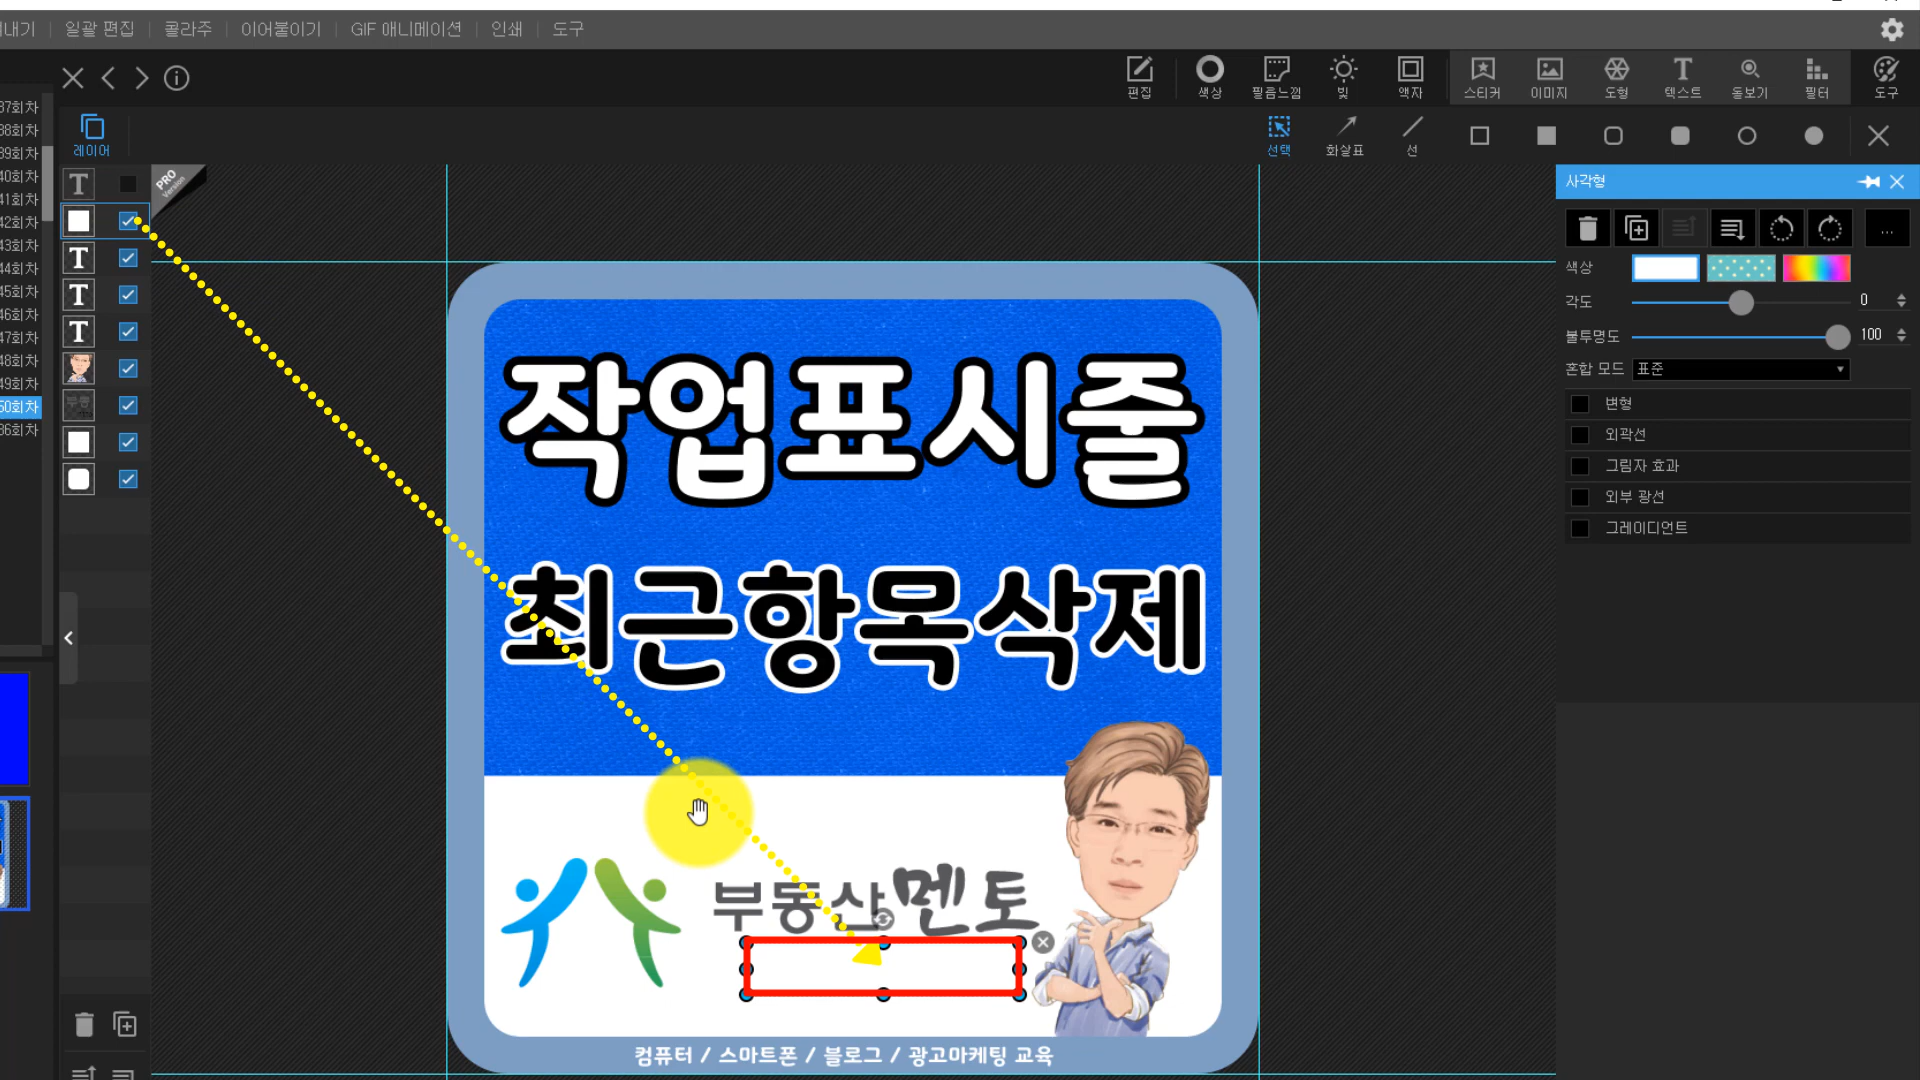 내기 일괄 편집 콜라주 이어붙이기 GIF 애니메이션 인쇄 도구
편집 색상 필름느낌 빛 액자 스티커 이미지 도형 텍스트 돋보기 필터 도구
레이어 선택 화살표 선
37회차
38회차
39회차
40회차
41회차
42회차
43회차
44회차
45회차
46회차
47회차
48회차
49회차
50회차
36회차
PRO
Version
사각형
...
색상
각도 0
불투명도 100
혼합 모드 표준
변형
외곽선
그림자 효과
외부 광선
그레이디언트
작업표시줄
최근항목삭제
부동산멘토
컴퓨터 / 스마트폰 / 블로그 / 광고마케팅 교육